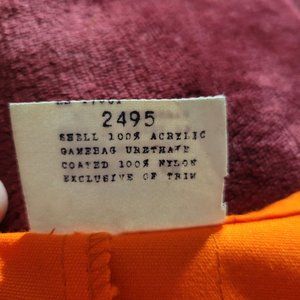 2495
SHELL 100% ACRYLIC
GAMEBAG URETHANE
COATED 100% NYLON
EXCLUSIVE OF TRIM